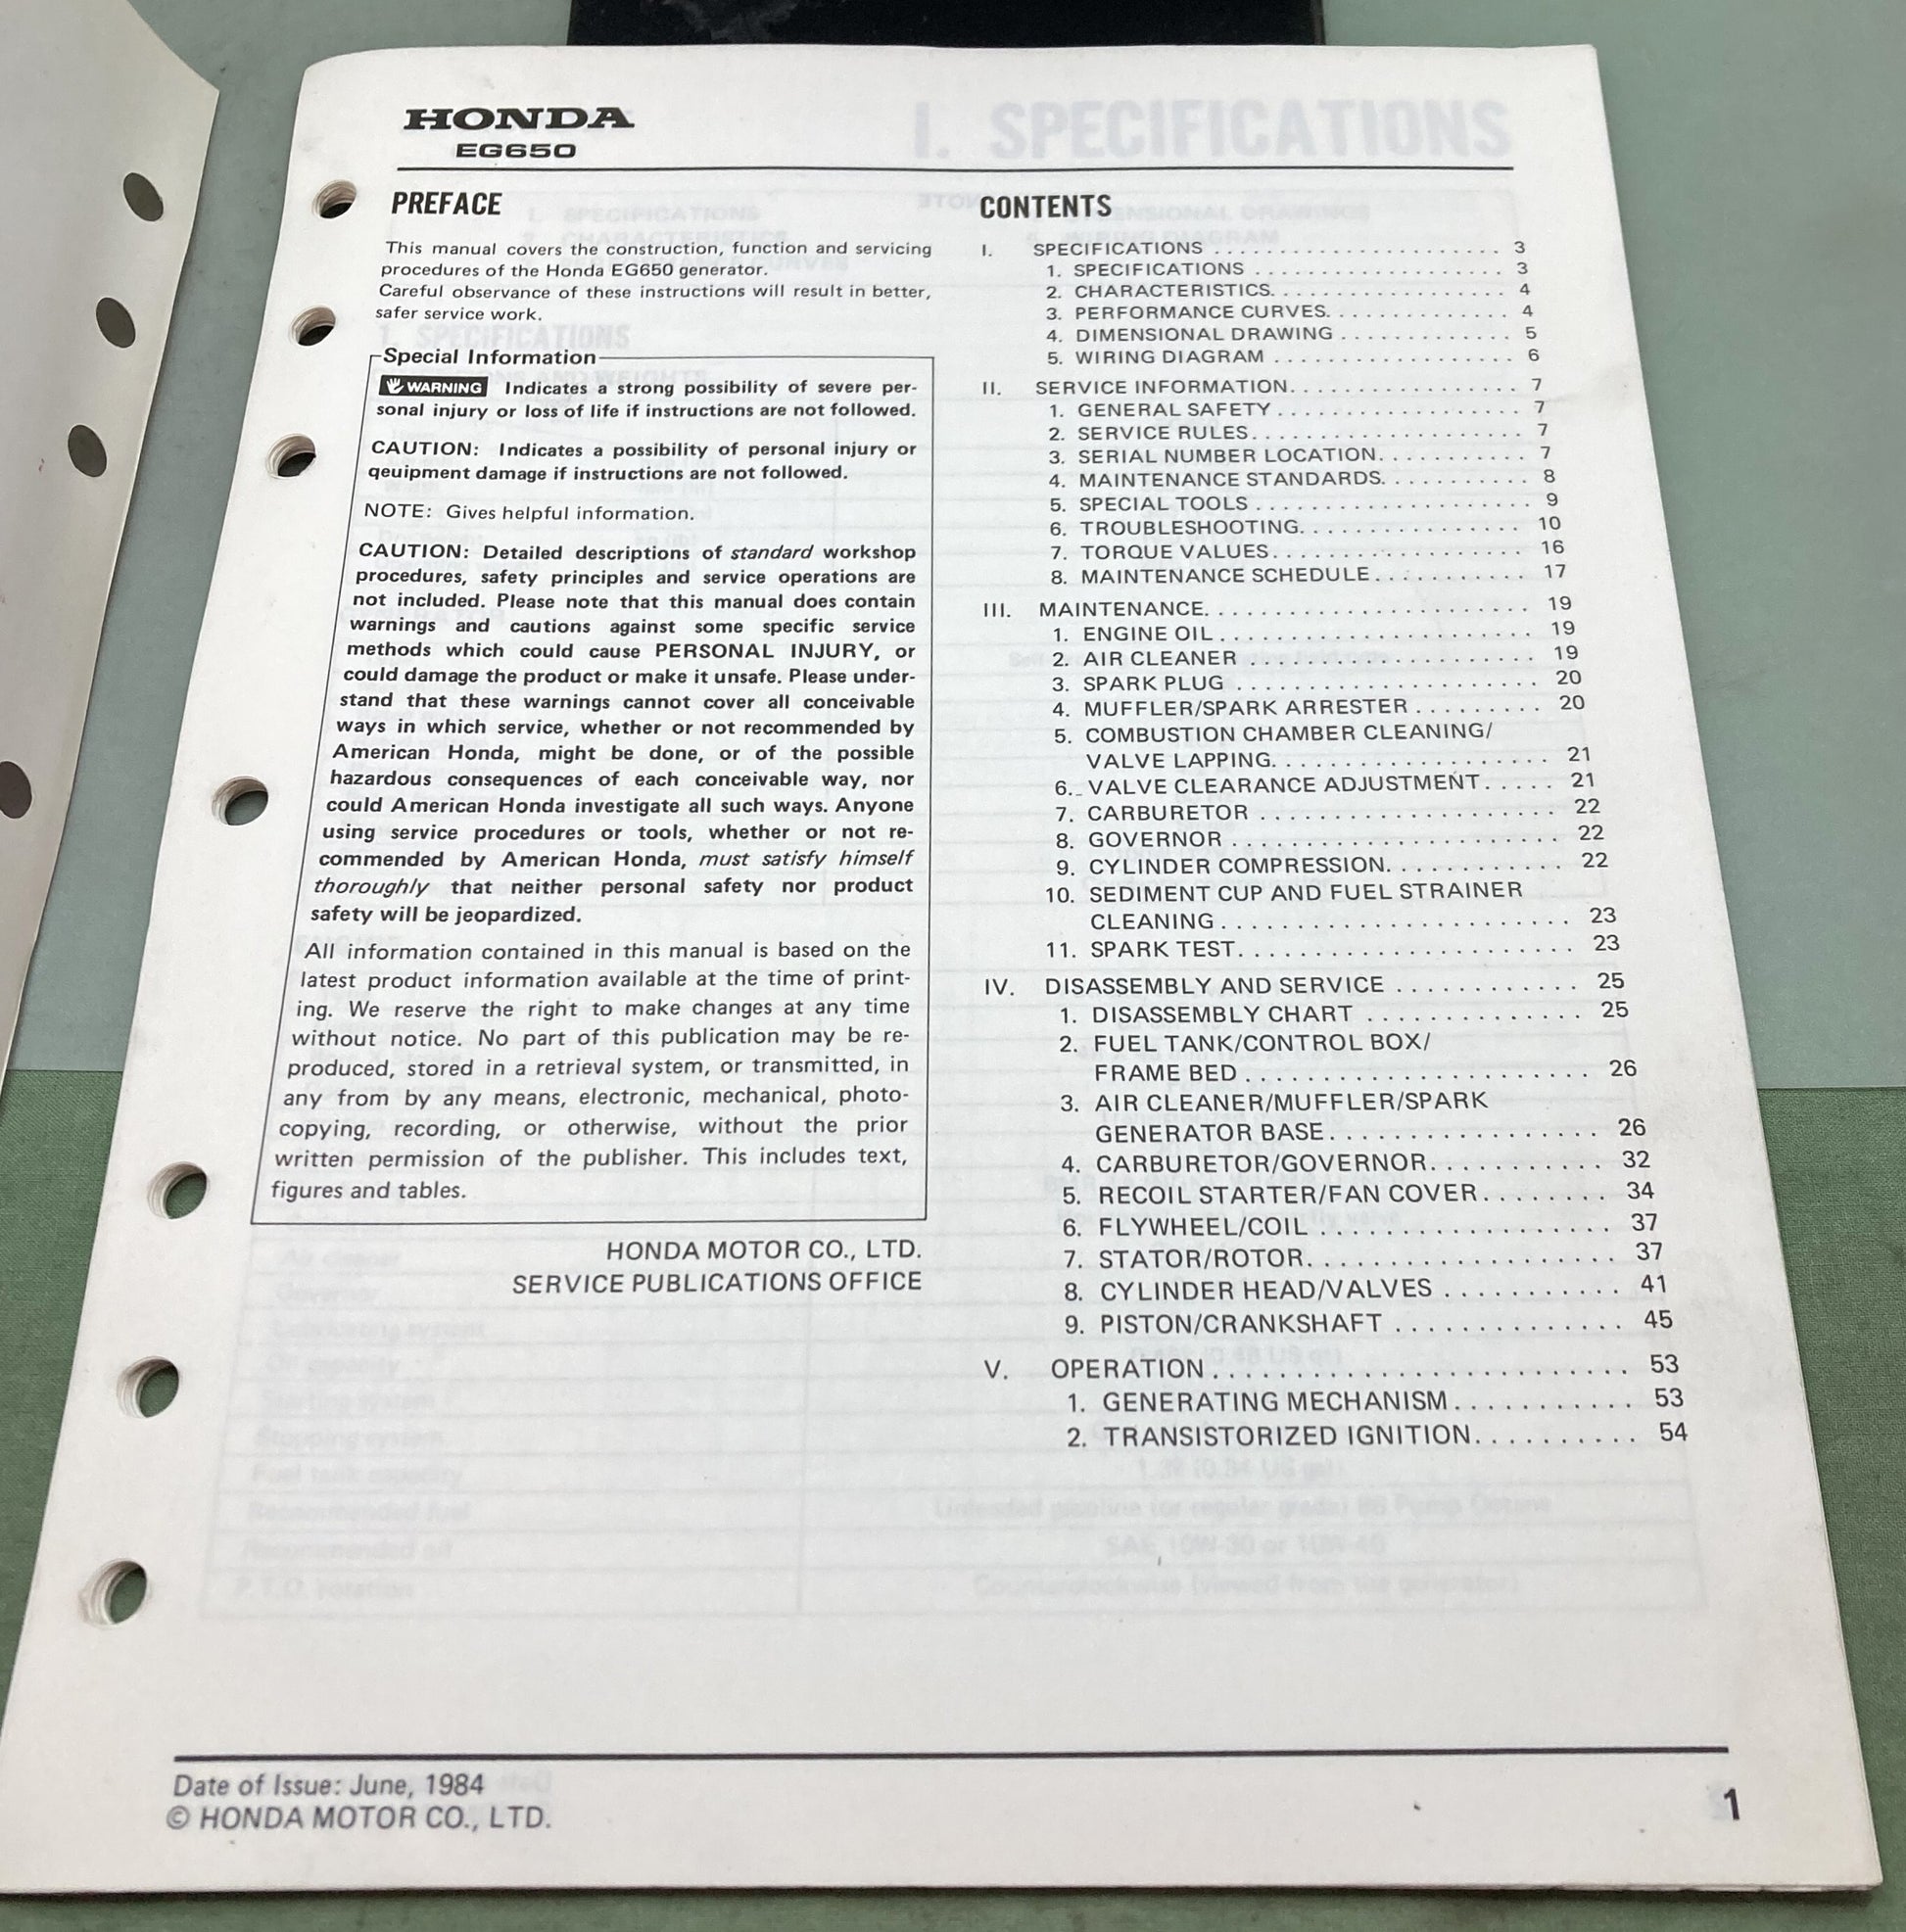 HONDA
EG650
PREFACE
This manual covers the construction, function and servicing
procedures of the Honda EG650 generator.
Careful observance of these instructions will result in better,
safer service work.
Special Information
WARNING Indicates a strong possibility of severe per-
sonal injury or loss of life if instructions are not followed.
CAUTION: Indicates a possibility of personal injury or
qeuipment damage if instructions are not followed.
NOTE: Gives helpful information.
CAUTION: Detailed descriptions of standard workshop
procedures, safety principles and service operations are
not included. Please note that this manual does contain
warnings and cautions against some specific service
methods which could cause PERSONAL INJURY, or
could damage the product or make it unsafe. Please under-
stand that these warnings cannot cover all conceivable
ways in which service, whether or not recommended by
American Honda, might be done, or of the possible
hazardous consequences of each conceivable way, nor
could American Honda investigate all such ways. Anyone
using service procedures or tools, whether or not re-
commended by American Honda, must satisfy himself
thoroughly that neither personal safety nor product
safety will be jeopardized.
All information contained in this manual is based on the
latest product information available at the time of print-
ing. We reserve the right to make changes at any time
without notice. No part of this publication may be re-
produced, stored in a retrieval system, or transmitted, in
any from by any means, electronic, mechanical, photo-
copying, recording, or otherwise, without the prior
written permission of the publisher. This includes text,
figures and tables.
HONDA MOTOR CO., LTD.
SERVICE PUBLICATIONS OFFICE
CONTENTS
I. SPECIFICATIONS . . . . . . . . . . 3
1. SPECIFICATIONS . . . . . . . . . . 3
2. CHARACTERISTICS. . . . . . . . . . 4
3. PERFORMANCE CURVES. . . . . . . . . . 4
4. DIMENSIONAL DRAWING . . . . . . . . . . 5
5. WIRING DIAGRAM . . . . . . . . . . 6
II. SERVICE INFORMATION. . . . . . . . . . 7
1. GENERAL SAFETY . . . . . . . . . . 7
2. SERVICE RULES. . . . . . . . . . 7
3. SERIAL NUMBER LOCATION. . . . . . . . . . 7
4. MAINTENANCE STANDARDS. . . . . . . . . . 8
5. SPECIAL TOOLS . . . . . . . . . . 9
6. TROUBLESHOOTING. . . . . . . . . . 10
7. TORQUE VALUES. . . . . . . . . . 16
8. MAINTENANCE SCHEDULE. . . . . . . . . . 17
III. MAINTENANCE. . . . . . . . . . 19
1. ENGINE OIL . . . . . . . . . . 19
2. AIR CLEANER . . . . . . . . . . 19
3. SPARK PLUG . . . . . . . . . . 20
4. MUFFLER/SPARK ARRESTER . . . . . . . . . 20
5. COMBUSTION CHAMBER CLEANING/
VALVE LAPPING. . . . . . . . . . 21
6. VALVE CLEARANCE ADJUSTMENT. . . . . 21
7. CARBURETOR . . . . . . . . . . 22
8. GOVERNOR . . . . . . . . . . 22
9. CYLINDER COMPRESSION. . . . . . . . . . 22
10. SEDIMENT CUP AND FUEL STRAINER
CLEANING . . . . . . . . . . 23
11. SPARK TEST. . . . . . . . . . 23
IV. DISASSEMBLY AND SERVICE . . . . . . . . . . 25
1. DISASSEMBLY CHART . . . . . . . . . . 25
2. FUEL TANK/CONTROL BOX/
FRAME BED . . . . . . . . . . 26
3. AIR CLEANER/MUFFLER/SPARK
GENERATOR BASE. . . . . . . . . . 26
4. CARBURETOR/GOVERNOR. . . . . . . . . . 32
5. RECOIL STARTER/FAN COVER. . . . . . . 34
6. FLYWHEEL/COIL . . . . . . . . . . 37
7. STATOR/ROTOR. . . . . . . . . . 37
8. CYLINDER HEAD/VALVES . . . . . . . . . . 41
9. PISTON/CRANKSHAFT . . . . . . . . . . 45
V. OPERATION . . . . . . . . . . 53
1. GENERATING MECHANISM. . . . . . . . . . 53
2. TRANSISTORIZED IGNITION. . . . . . . . . . 54
Date of Issue: June, 1984
© HONDA MOTOR CO., LTD.
1